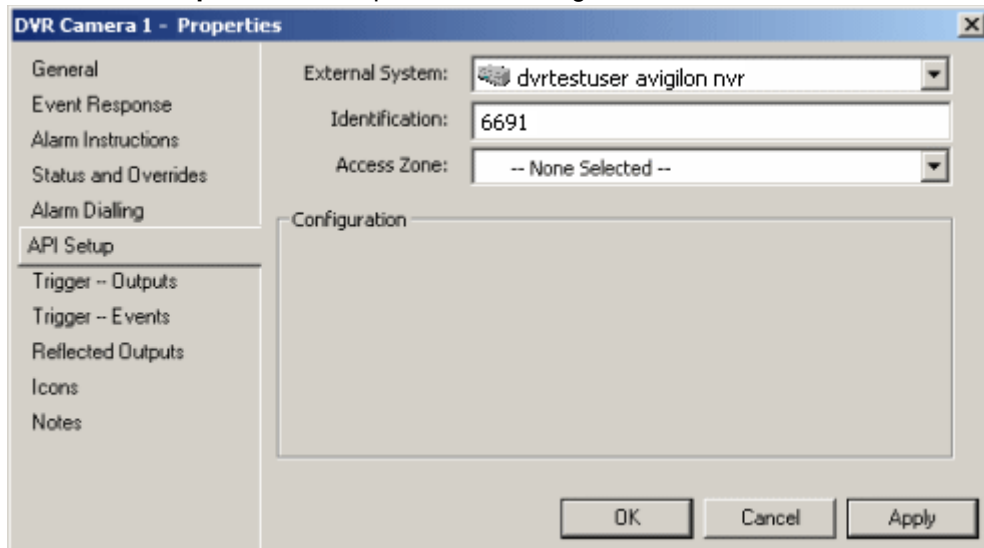 DVR Camera 1 - Properties
General
Event Response
Alarm Instructions
Status and Overrides
Alarm Dialling
API Setup
Trigger -- Outputs
Trigger -- Events
Reflected Outputs
Icons
Notes
External System:
dvrtestuser avigilon nvr
Identification:
6691
Access Zone:
-- None Selected --
Configuration
OK
Cancel
Apply